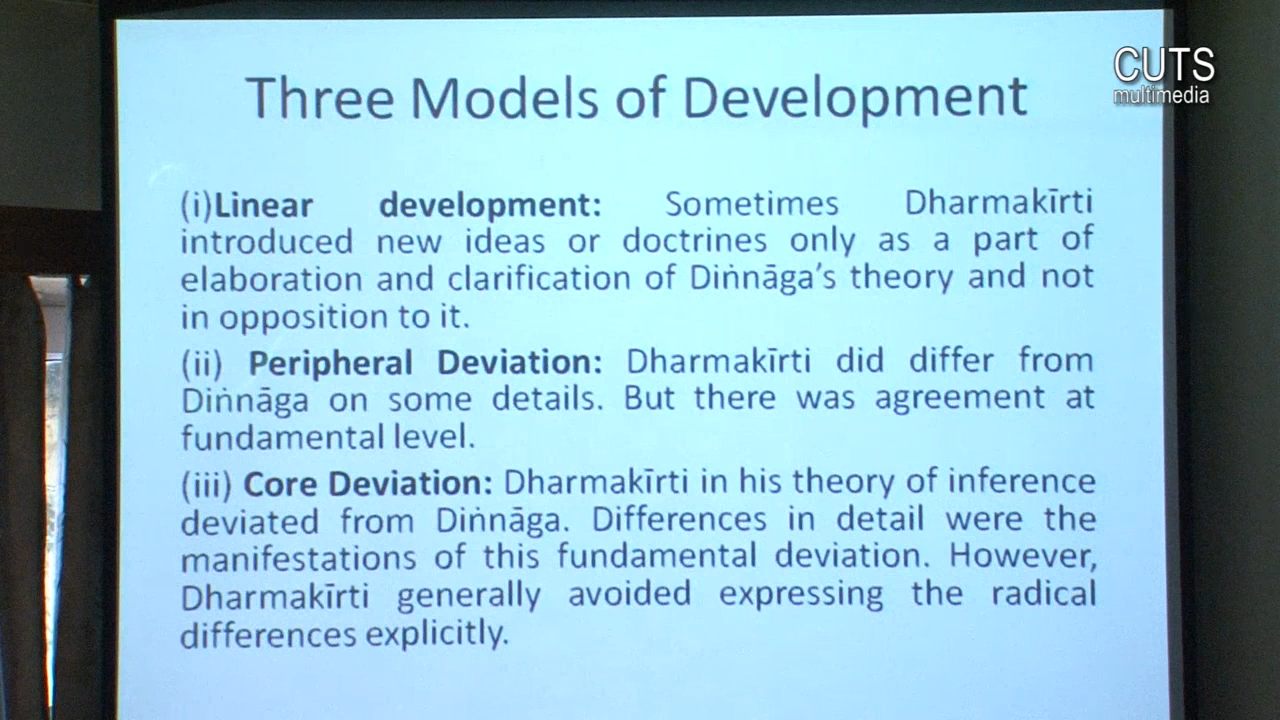 CUTS
multimedia
Three Models of Development
(i)Linear development: Sometimes Dharmakīrti
introduced new ideas or doctrines only as a part of
elaboration and clarification of Diṅnāga's theory and not
in opposition to it.
(ii) Peripheral Deviation: Dharmakīrti did differ from
Diṅnāga on some details. But there was agreement at
fundamental level.
(iii) Core Deviation: Dharmakīrti in his theory of inference
deviated from Diṅnāga. Differences in detail were the
manifestations of this fundamental deviation. However,
Dharmakīrti generally avoided expressing the radical
differences explicitly.